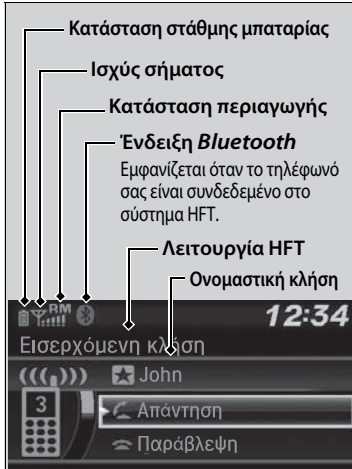 Κατάσταση στάθμης μπαταρίας
Ισχύς σήματος
Κατάσταση περιαγωγής
Ένδειξη Bluetooth
Εμφανίζεται όταν το τηλέφωνό
σας είναι συνδεδεμένο στο
σύστημα HFT.
Λειτουργία HFT
Ονομαστική κλήση
RM
12:34
Εισερχόμενη κλήση
John
3
Απάντηση
Παράβλεψη